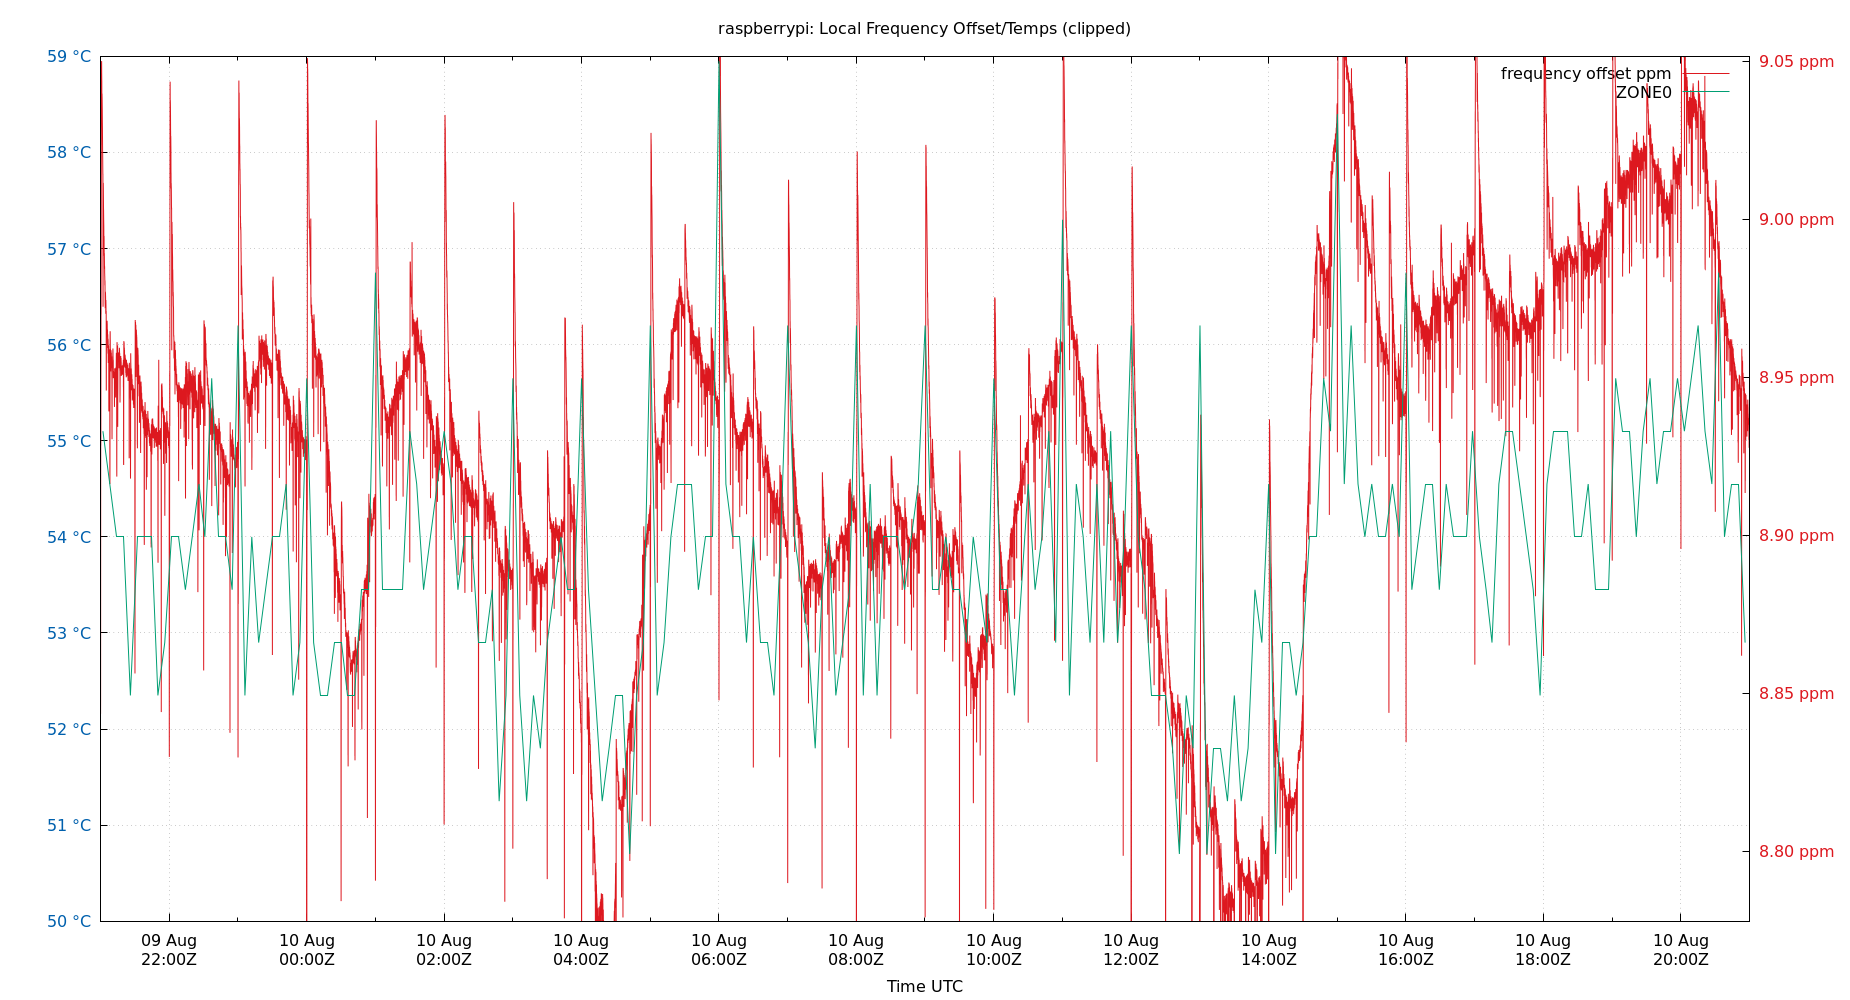 raspberrypi: Local Frequency Offset/Temps (clipped)
59 °C
58 °C
57 °C
56 °C
55 °C
54 °C
53 °C
52 °C
51 °C
50 °C
9.05 ppm
9.00 ppm
8.95 ppm
8.90 ppm
8.85 ppm
8.80 ppm
frequency offset ppm
ZONE0
09 Aug
22:00Z
10 Aug
00:00Z
10 Aug
02:00Z
10 Aug
04:00Z
10 Aug
06:00Z
10 Aug
08:00Z
10 Aug
10:00Z
10 Aug
12:00Z
10 Aug
14:00Z
10 Aug
16:00Z
10 Aug
18:00Z
10 Aug
20:00Z
Time UTC